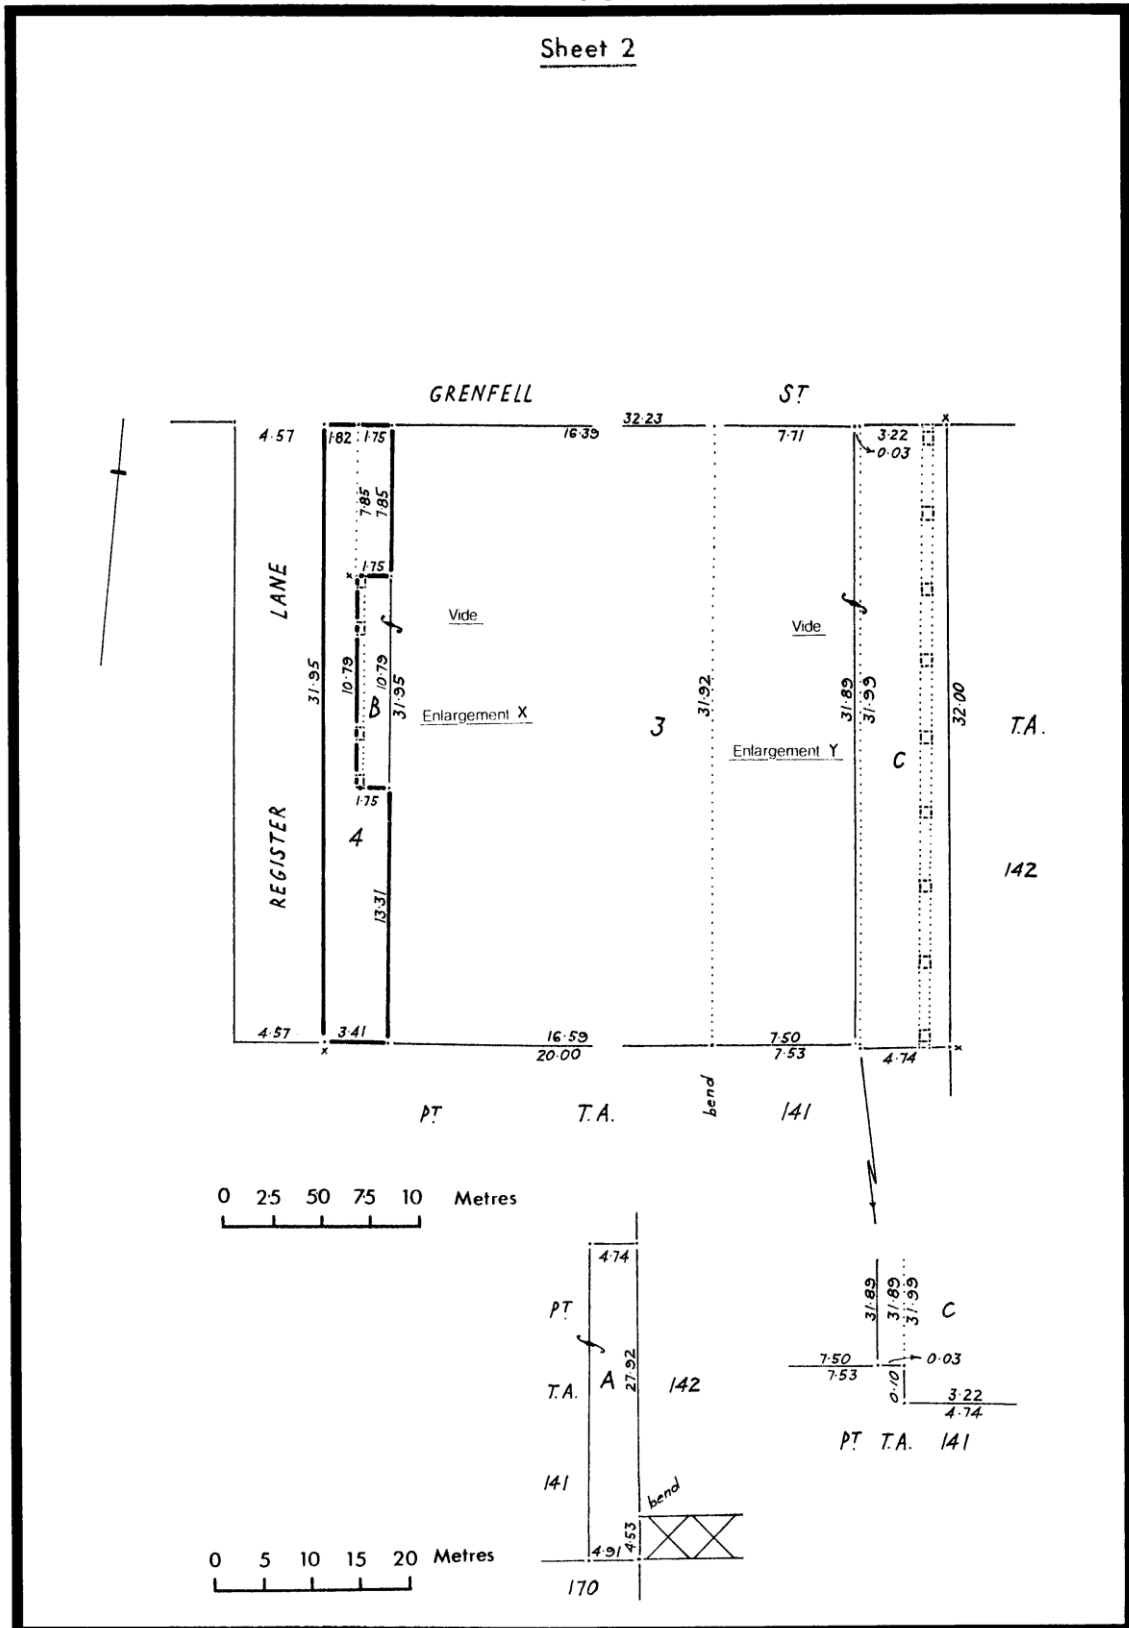 Sheet 2
GRENFELL ST
32·23
4·57 1·82 1·75 16·39 7·71 3·22
0·03
7·85 7·85
1·75
x
x
LANE
Vide
Vide
31·95 10·79 10·79 31·95
B
Enlargement X
3
31·92
Enlargement Y
31·89 31·99
C
32·00
T.A.
1·75
4
REGISTER
13·31
142
4·57 3·41 16·59 7·50
20·00 7·53 4·74
x
x
PT T.A. bend 141
0 2·5 5·0 7·5 10 Metres
4·74
PT
T.A.
A
27·92
142
141
bend
4·91 4·53
170
0 5 10 15 20 Metres
31·89 31·89 31·99
C
7·50 0·03
7·53
0·10
3·22
4·74
PT T.A. 141